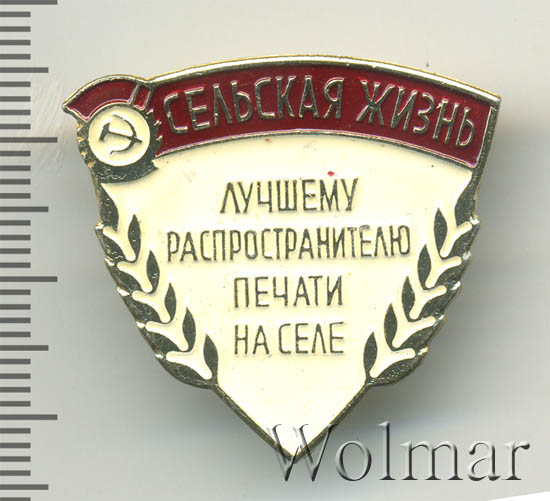 СЕЛЬСКАЯ ЖИЗНЬ
ЛУЧШЕМУ
РАСПРОСТРАНИТЕЛЮ
ПЕЧАТИ
НА СЕЛЕ
Wolmar